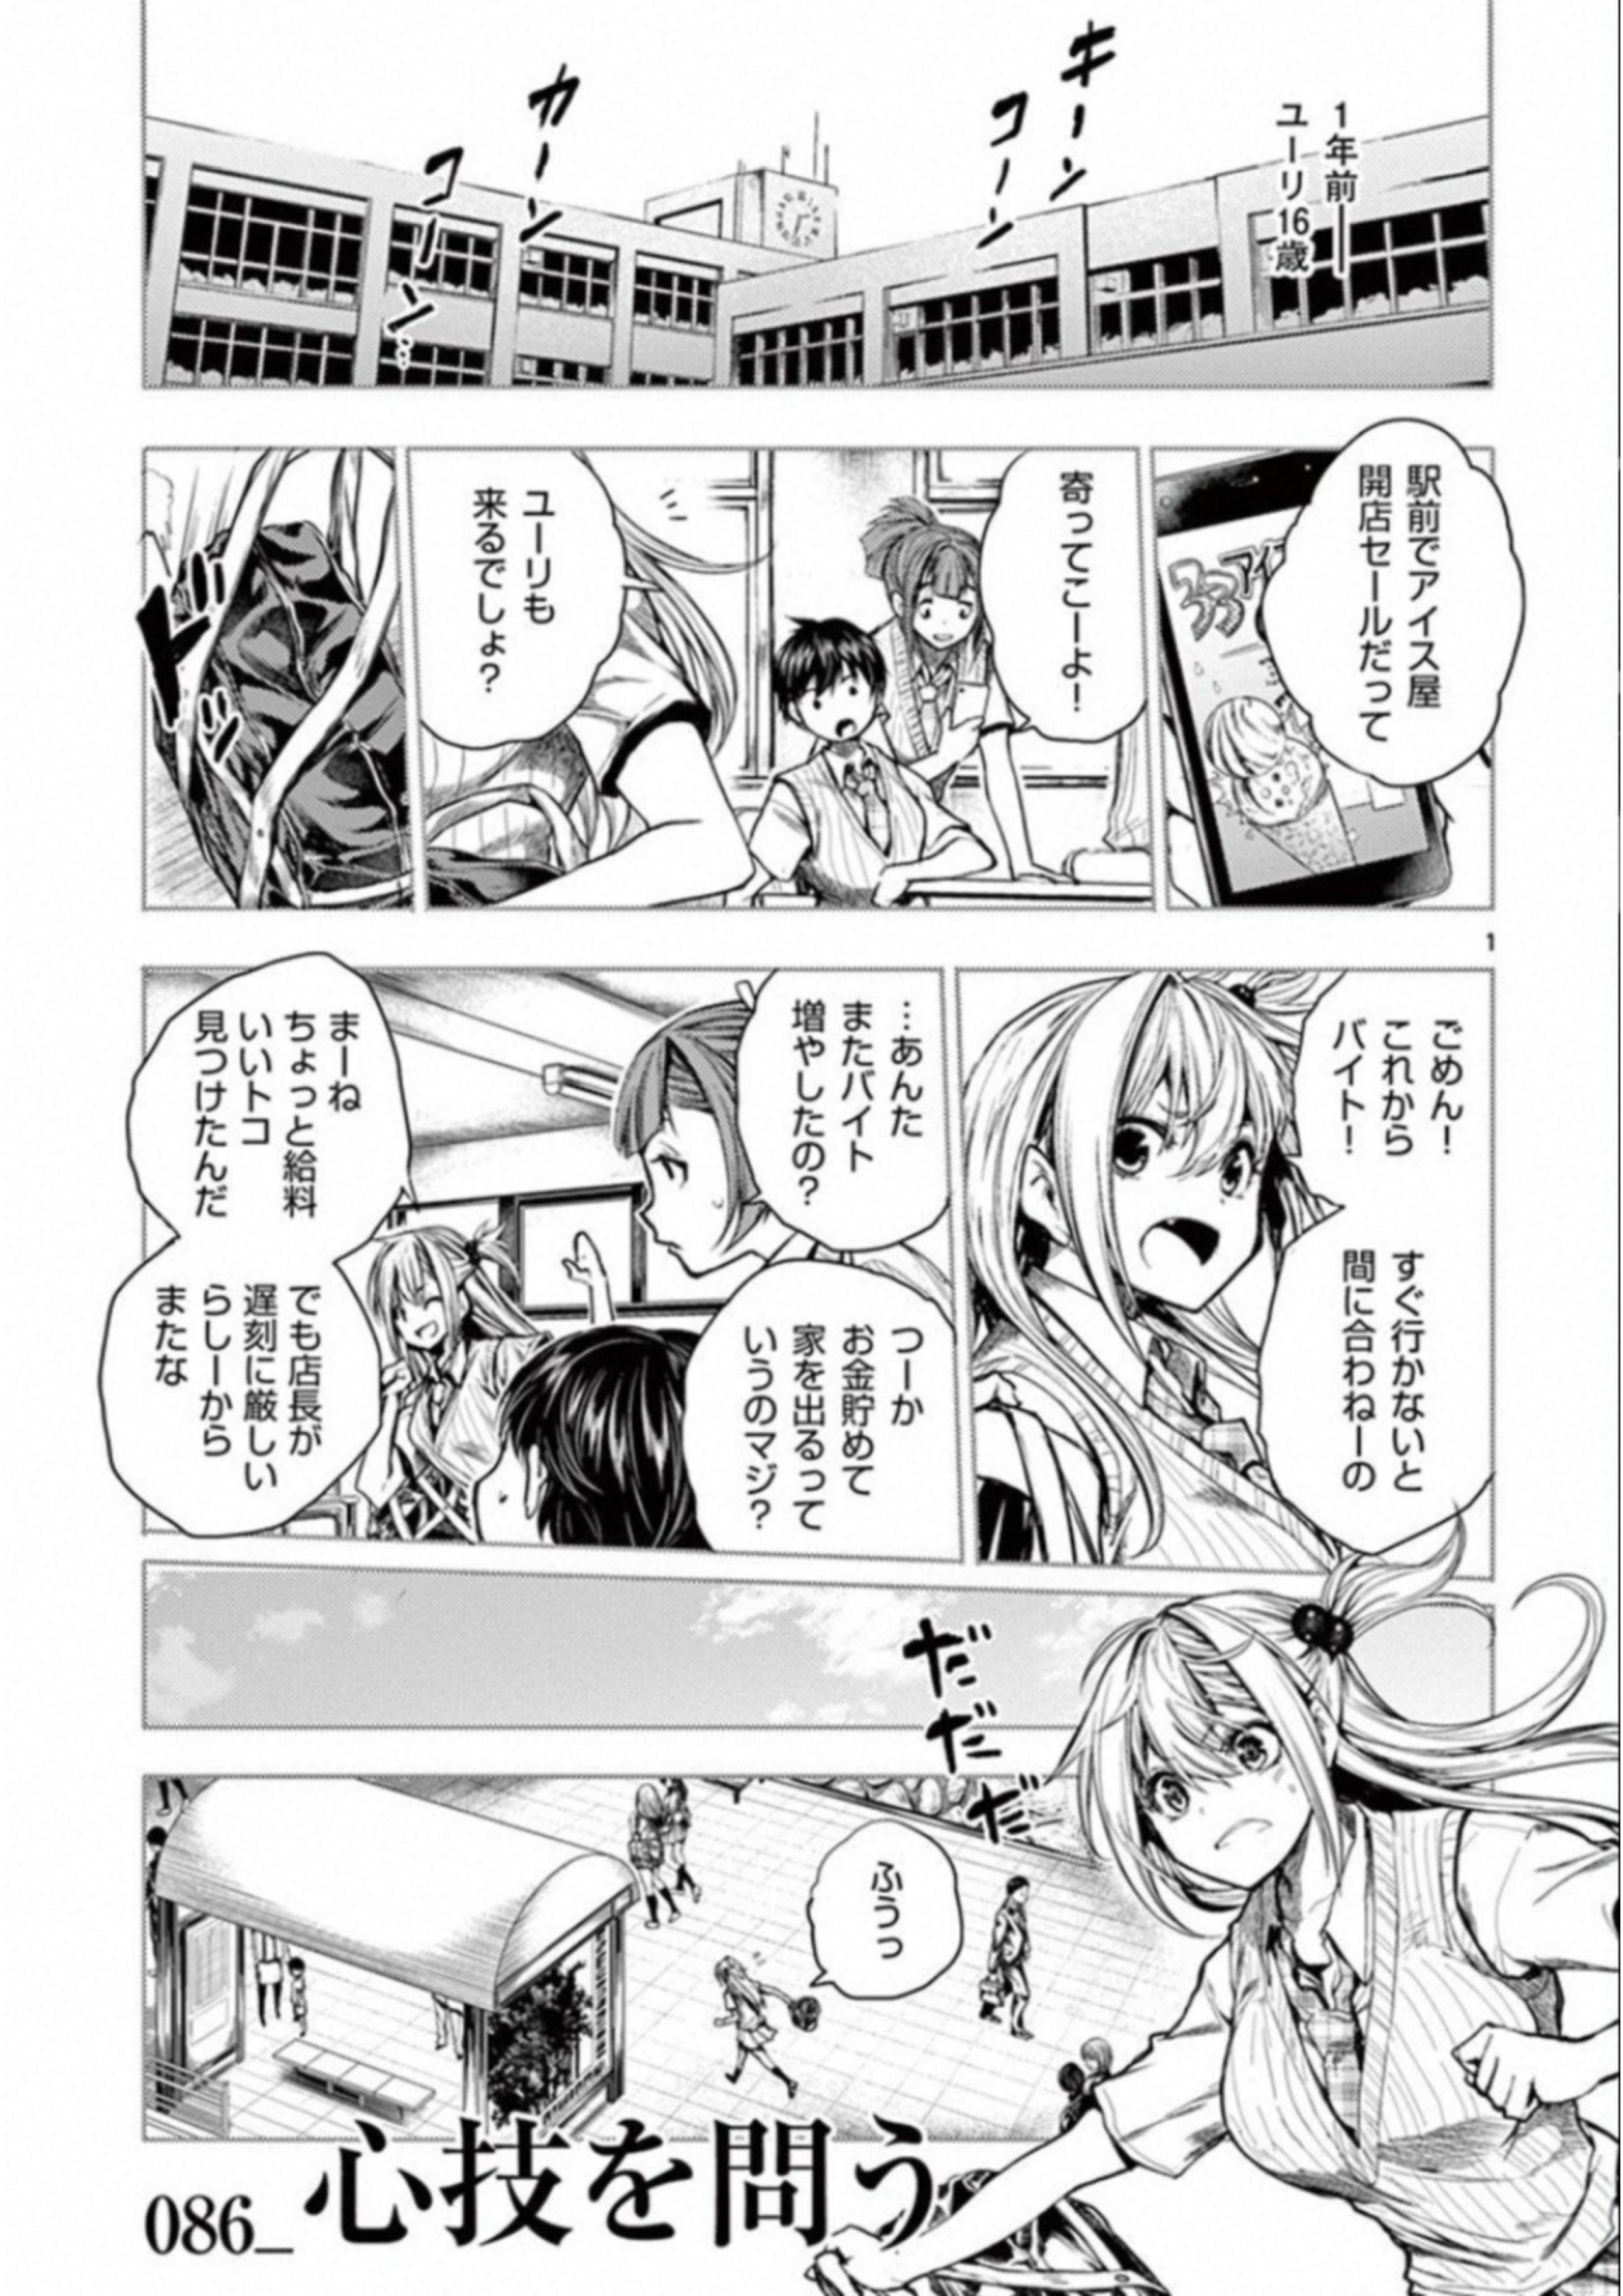 1年前──
ユーリ16歳
キーン
コーン
カーン
コーン…
駅前でアイス屋
開店セールだって
寄ってこーよ！
ユーリも
来るでしょ？
ドサッ
1
ごめん！
これから
バイト！
すぐ行かないと
間に合わねーの
…あんた
またバイト
増やしたの？
つーか
お金貯めて
家を出るって
いうのマジ？
まーね
ちょっと給料
いいトコ
見つけたんだ
でも店長が
遅刻に厳しい
らしーから
またな
だ
だ
だ
ふうっ
086_心技を問う